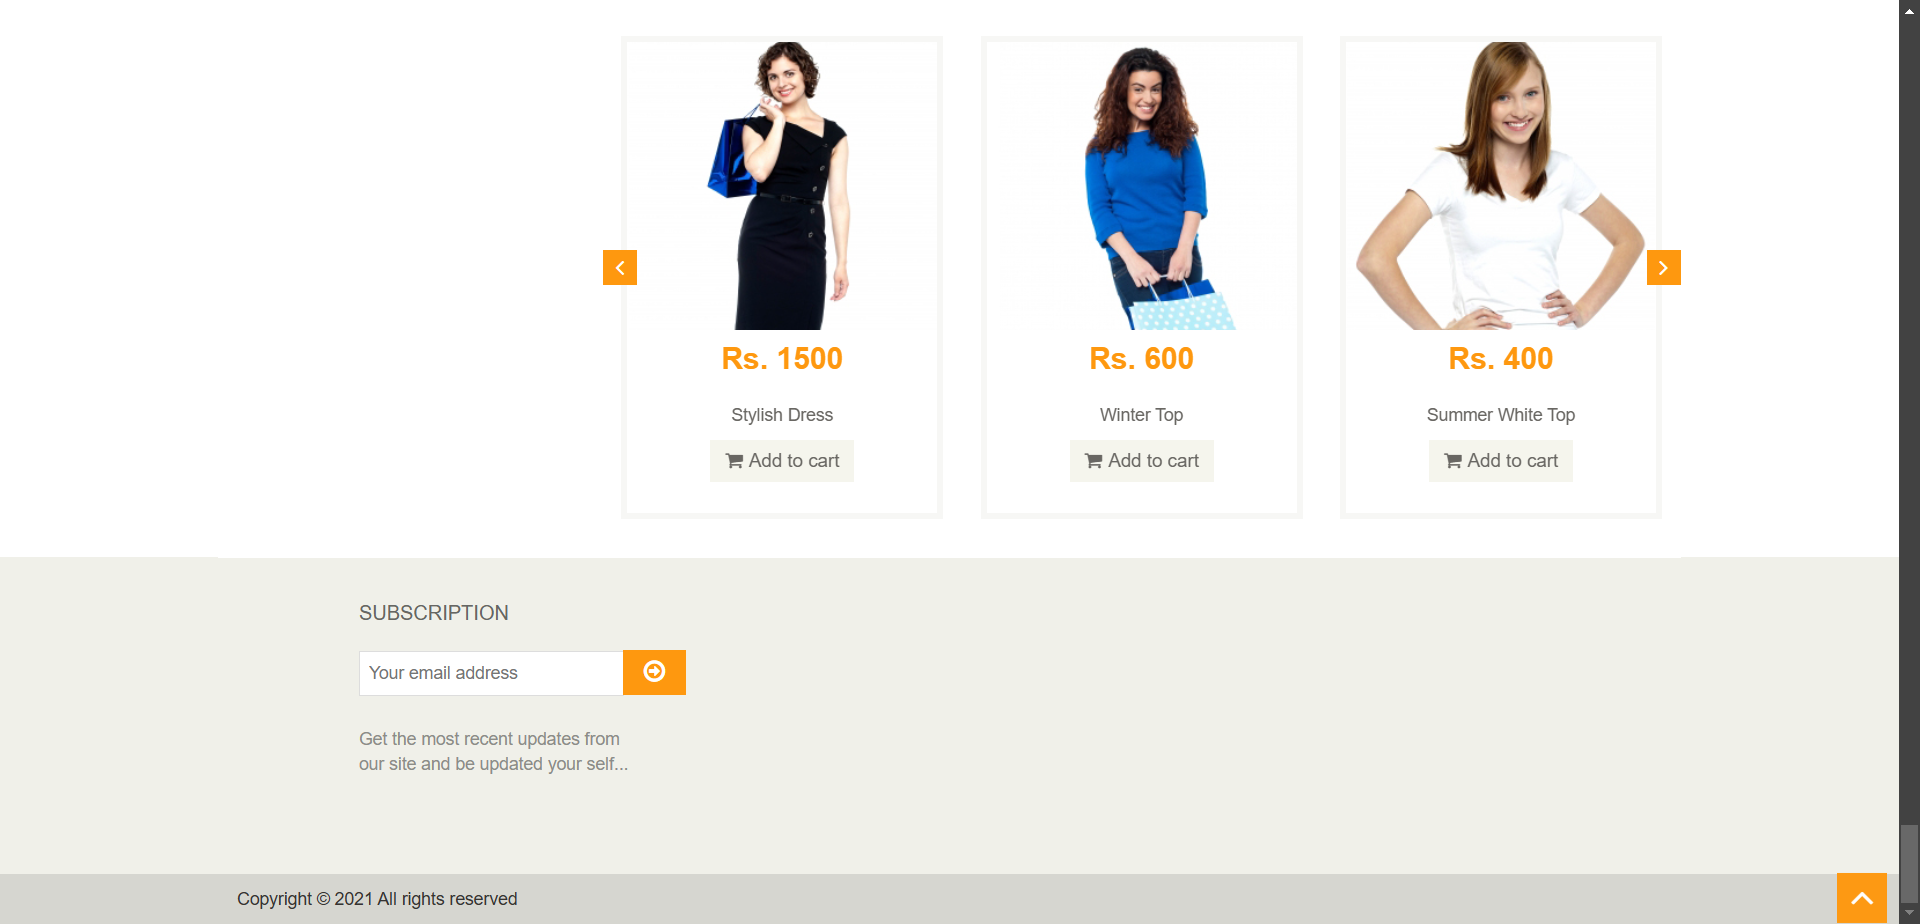 Rs. 1500
Rs. 600
Rs. 400
Stylish Dress
Winter Top
Summer White Top
Add to cart
Add to cart
Add to cart
SUBSCRIPTION
Your email address
Get the most recent updates from
our site and be updated your self...
Copyright © 2021 All rights reserved